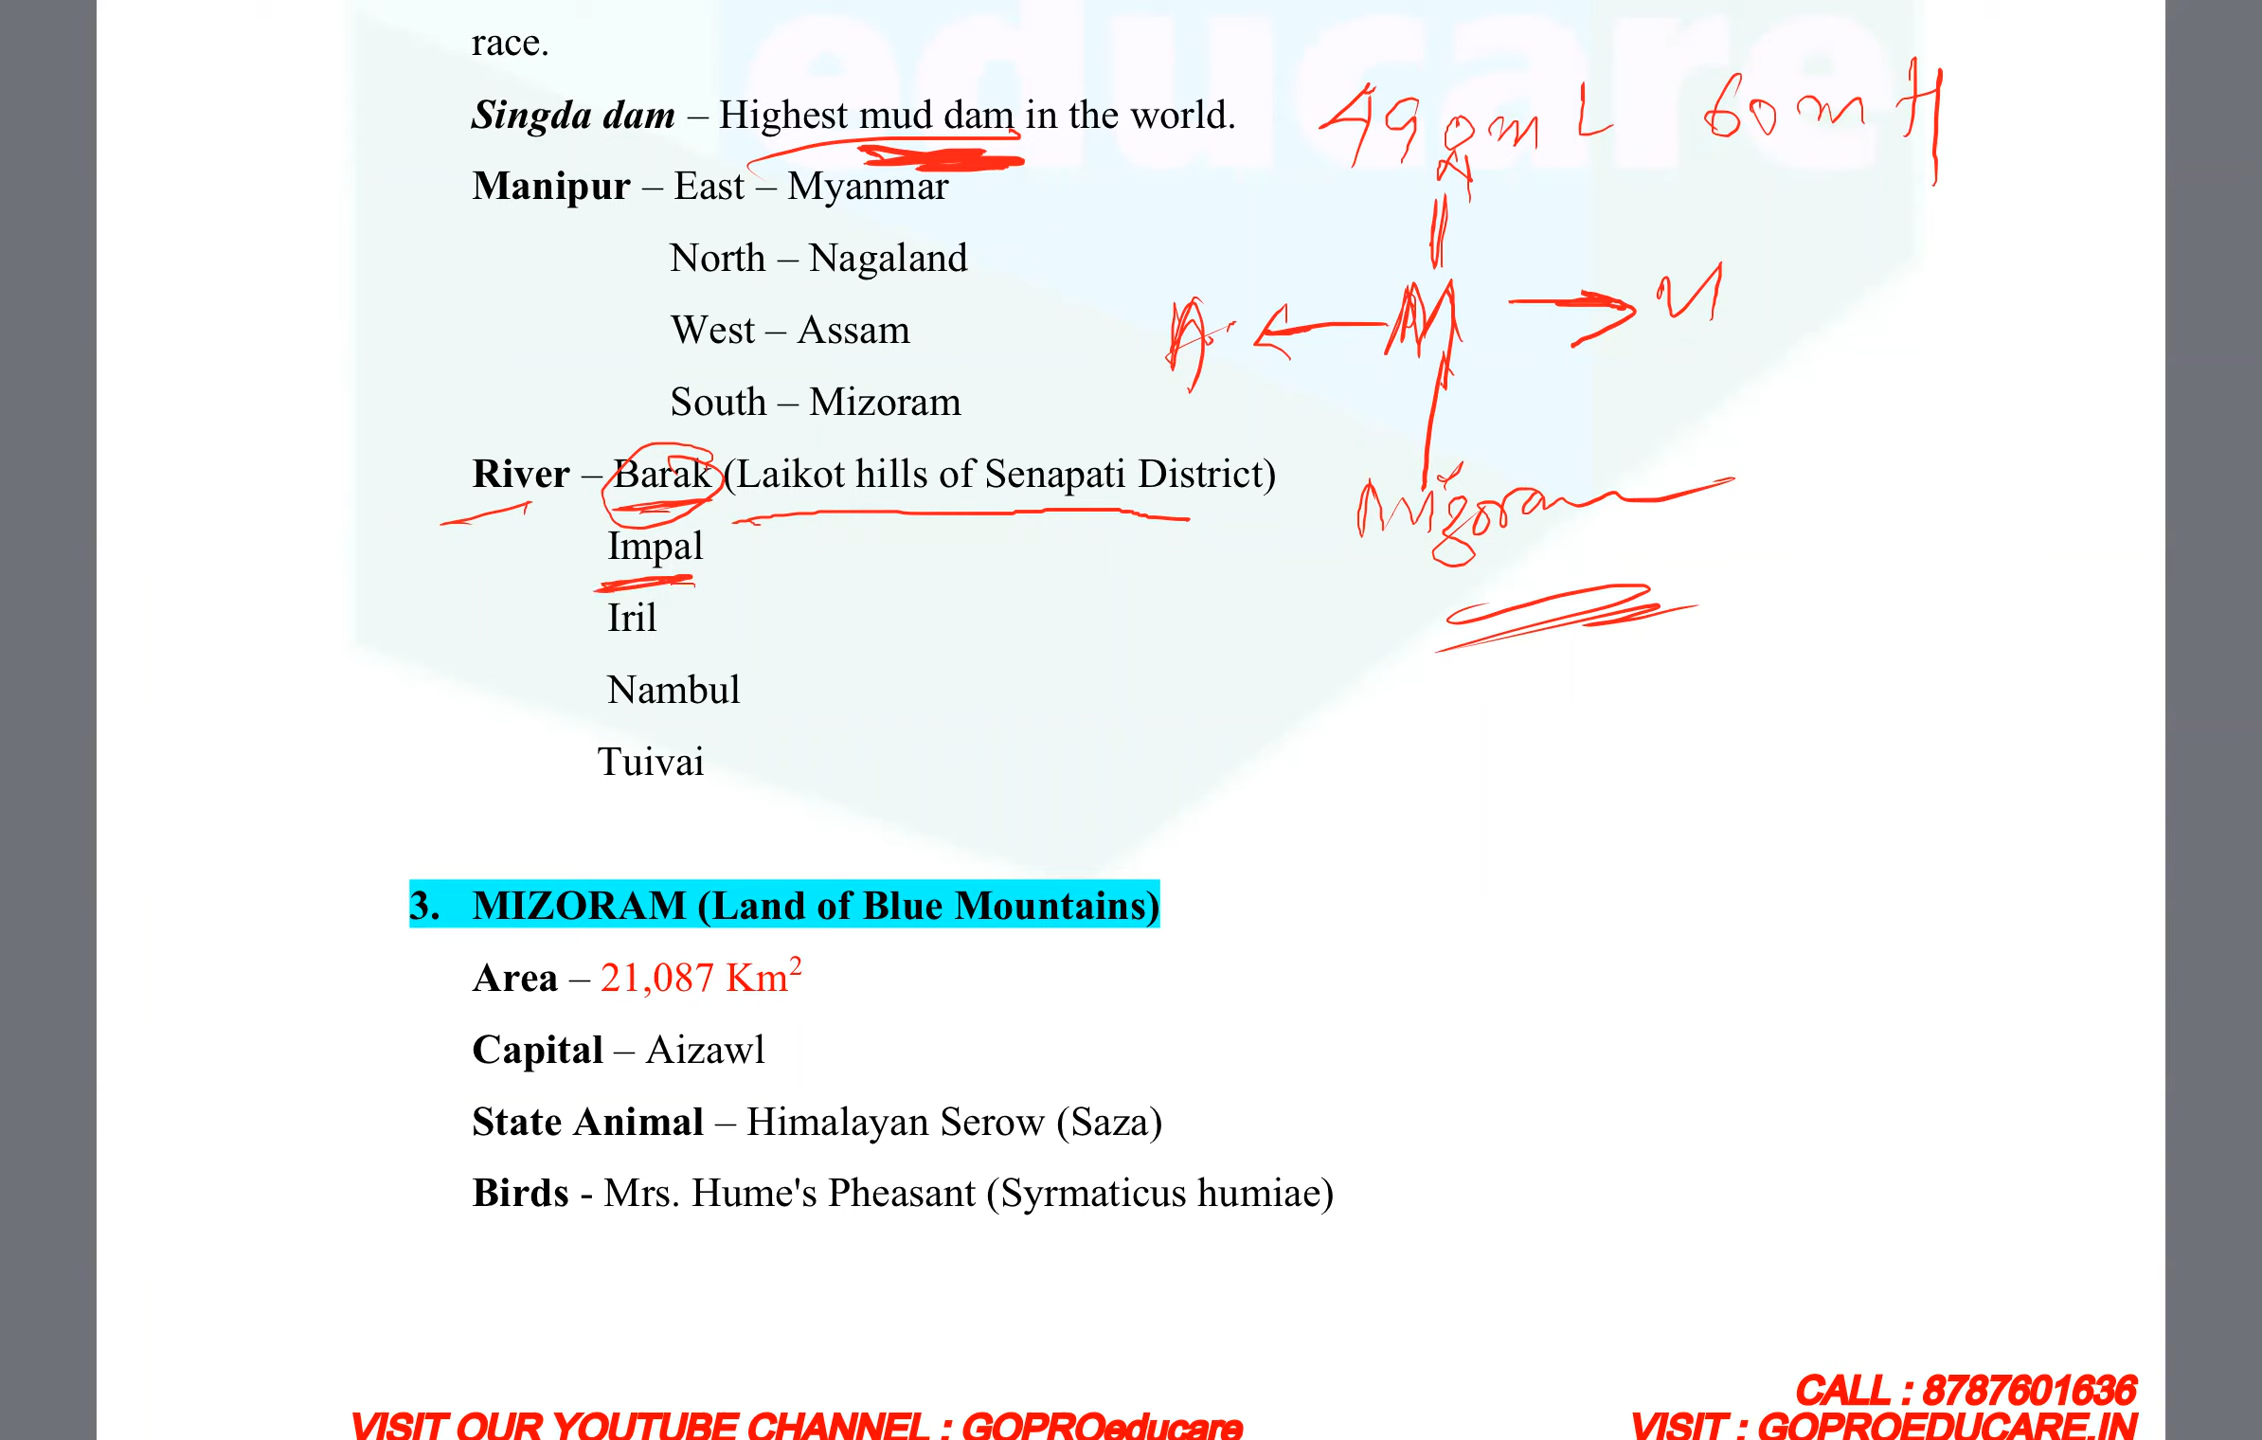 educare
race.
Singda dam – Highest mud dam in the world.
490m L 60m H
Manipur – East – Myanmar
North – Nagaland
West – Assam
A M M
South – Mizoram
River – Barak (Laikot hills of Senapati District)
Mizoram
Impal
Iril
Nambul
Tuivai
3. MIZORAM (Land of Blue Mountains)
Area – 21,087 Km²
Capital – Aizawl
State Animal – Himalayan Serow (Saza)
Birds - Mrs. Hume's Pheasant (Syrmaticus humiae)
CALL : 8787601636
VISIT OUR YOUTUBE CHANNEL : GOPROeducare
VISIT : GOPROEDUCARE.IN